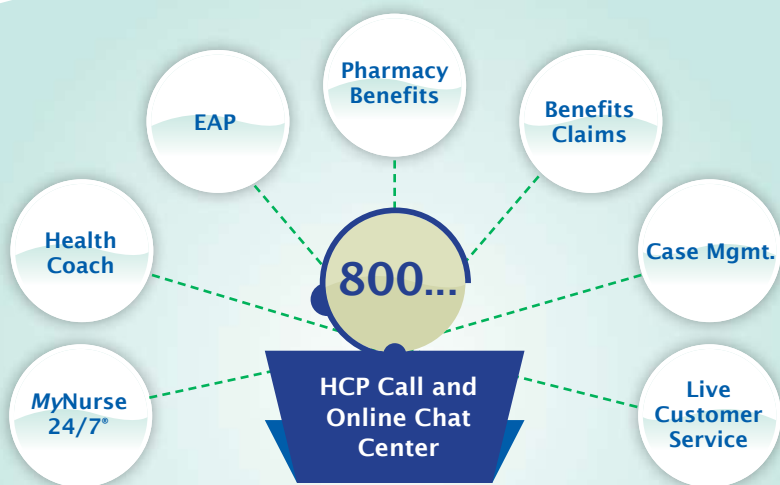 Pharmacy
Benefits
EAP
Benefits
Claims
Health
Coach
800...
Case Mgmt.
MyNurse
24/7®
HCP Call and
Online Chat
Center
Live
Customer
Service